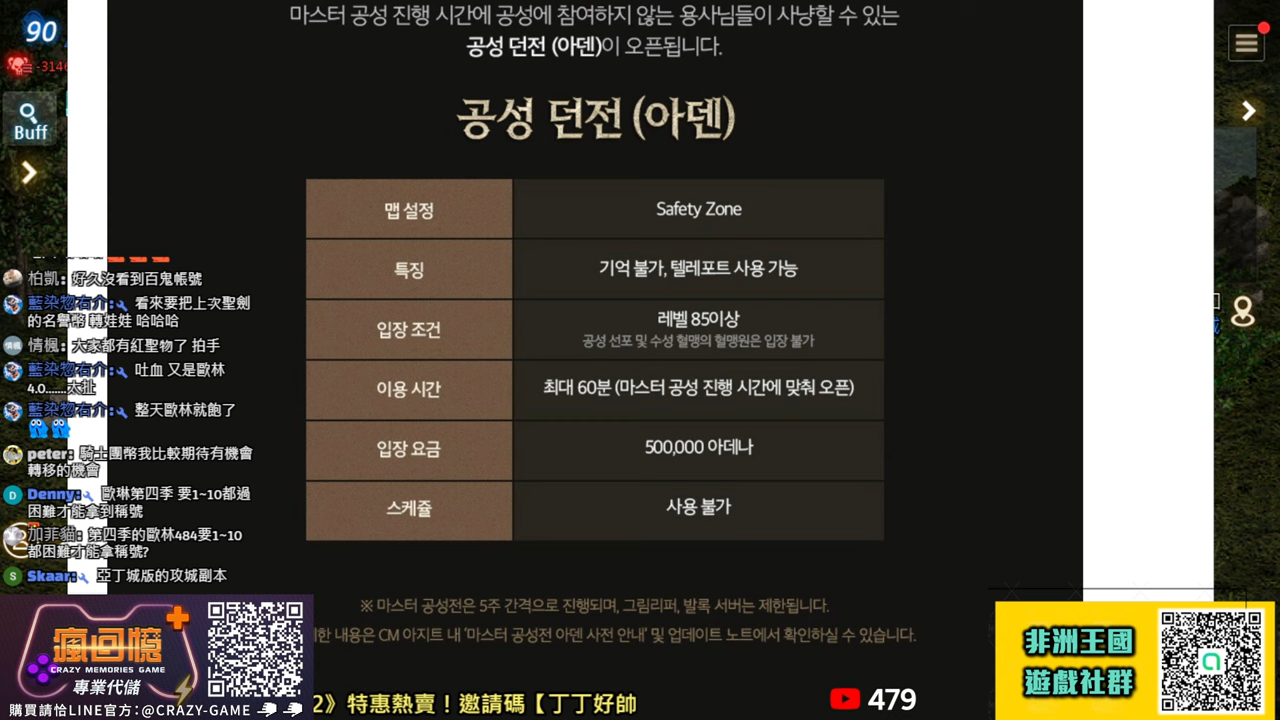 마스터 공성 진행 시간에 공성에 참여하지 않는 용사님들이 사냥할 수 있는
공성 던전 (아덴)이 오픈됩니다.
공성 던전 (아덴)
맵 설정
Safety Zone
특징
기억 불가, 텔레포트 사용 가능
입장 조건
레벨 85이상
공성 선포 및 수성 혈맹의 혈맹원은 입장 불가
이용 시간
최대 60분 (마스터 공성 진행 시간에 맞춰 오픈)
입장 요금
500,000 아데나
스케쥴
사용 불가
※ 마스터 공성전은 5주 간격으로 진행되며, 그림리퍼, 발록 서버는 제한됩니다.
한 내용은 CM 아지트 내 '마스터 공성전 아덴 사전 안내' 및 업데이트 노트에서 확인하실 수 있습니다.
90
-3146
Buff
柏凱: 好久沒看到百鬼帳號
藍染惣右介: 看來要把上次聖劍
的名譽幣 轉娃娃 哈哈哈
情楓: 大家都有紅聖物了 拍手
藍染惣右介: 吐血 又是歐林
4.0.......太扯
藍染惣右介: 整天歐林就飽了
peter: 騎士團幣我比較期待有機會
轉移的機會
Denny: 歐琳第四季 要1~10都過
困難才能拿到稱號
加菲貓: 第四季的歐林484要1~10
都困難才能拿稱號?
Skaar: 亞丁城版的攻城副本
瘋回憶
CRAZY MEMORIES GAME
專業代儲
購買請恰LINE官方:@CRAZY-GAME
2》特惠熱賣！邀請碼【丁丁好帥
479
非洲王國
遊戲社群